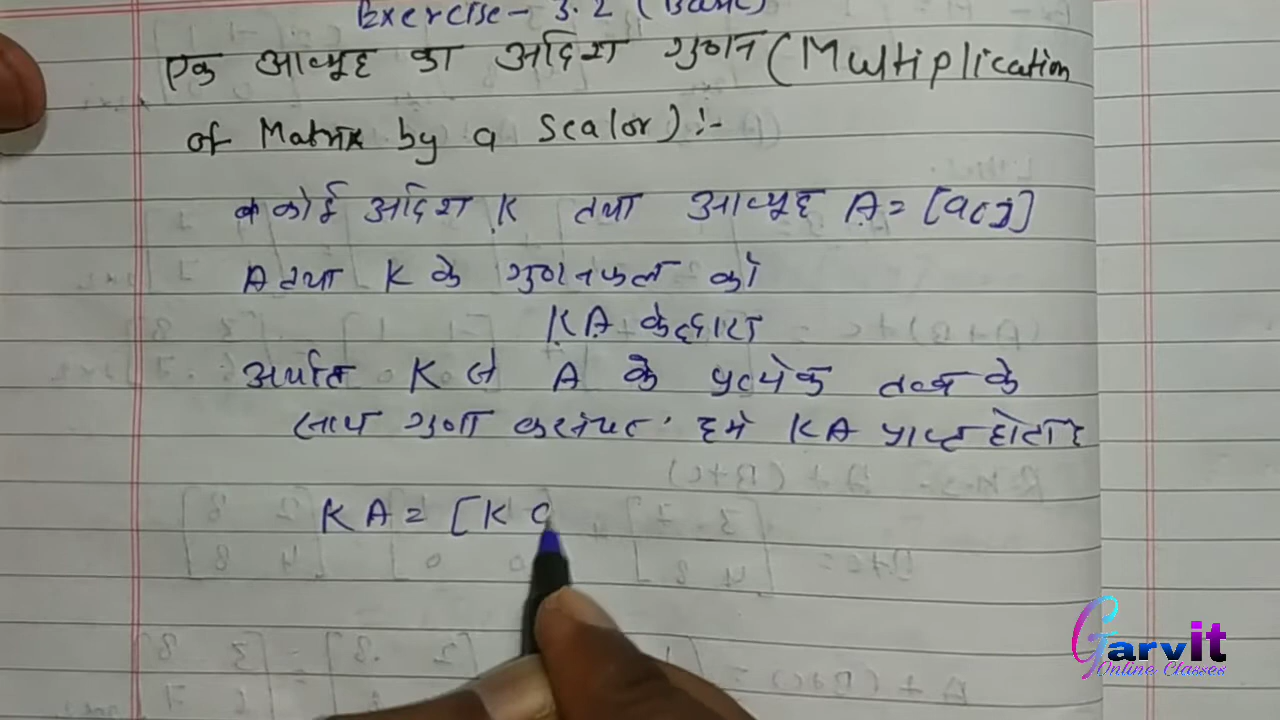 Exercise - 3.2 (Basic)
एक आव्यूह का अदिश गुणन (Multiplication
of Matrix by a Scalor) :-
कोई अदिश K तथा आव्यूह A = [aij]
A तथा K के गुणनफल को
KA के द्वारा
अर्थात K से A के प्रत्येक तत्व के
साथ गुणा करने पर हमे KA प्राप्त होता है
KA = [K a
Garvit
Online Classes